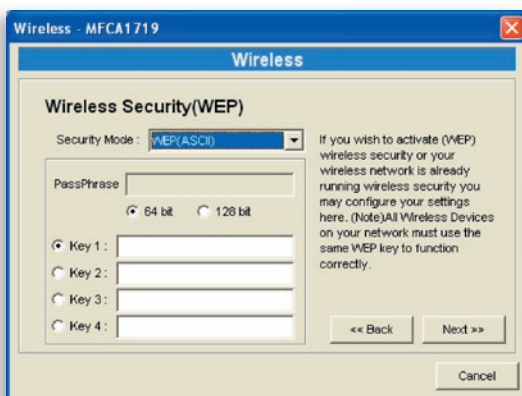 Wireless - MFCA1719
Wireless
Wireless Security(WEP)
Security Mode : WEP(ASCII)
PassPhrase
64 bit 128 bit
Key 1 :
Key 2 :
Key 3 :
Key 4 :
If you wish to activate (WEP)
wireless security or your
wireless network is already
running wireless security you
may configure your settings
here. (Note)All Wireless Devices
on your network must use the
same WEP key to function
correctly.
<< Back Next >>
Cancel